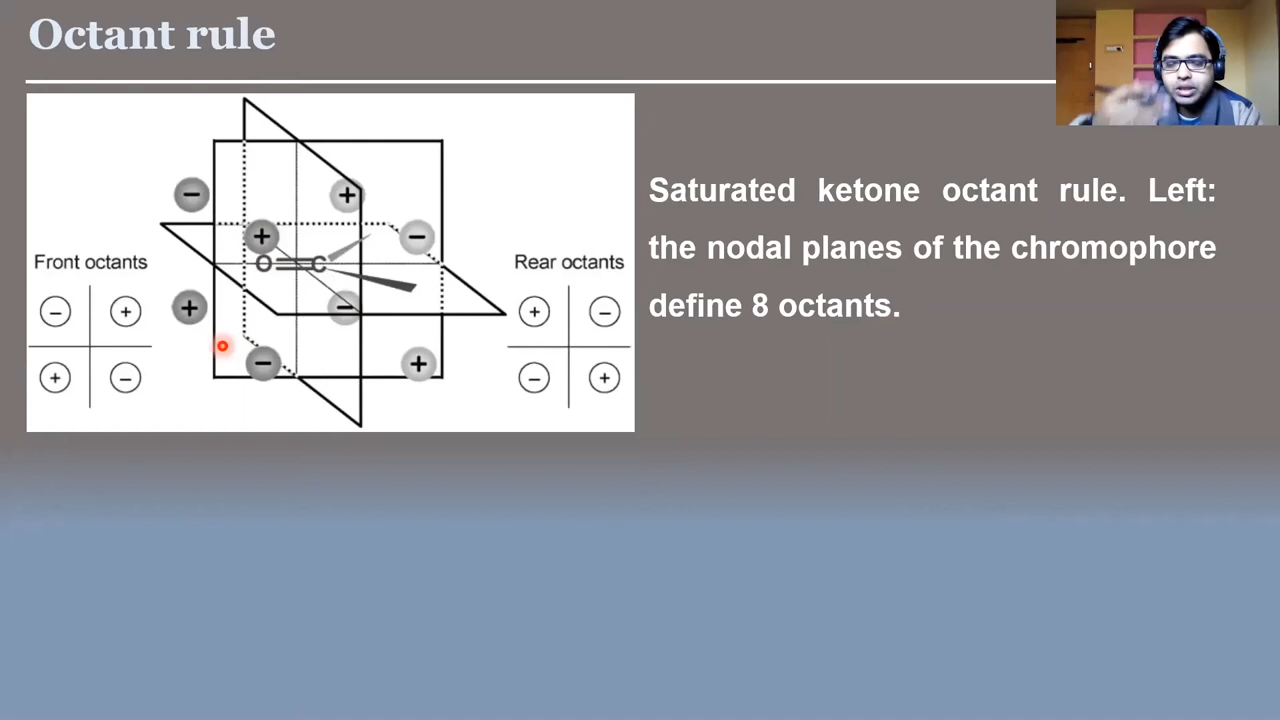 Octant rule
Saturated ketone octant rule. Left:
the nodal planes of the chromophore
define 8 octants.
Front octants
− +
+ −
− +
+ −
O=C
+ −
− +
Rear octants
+ −
− +